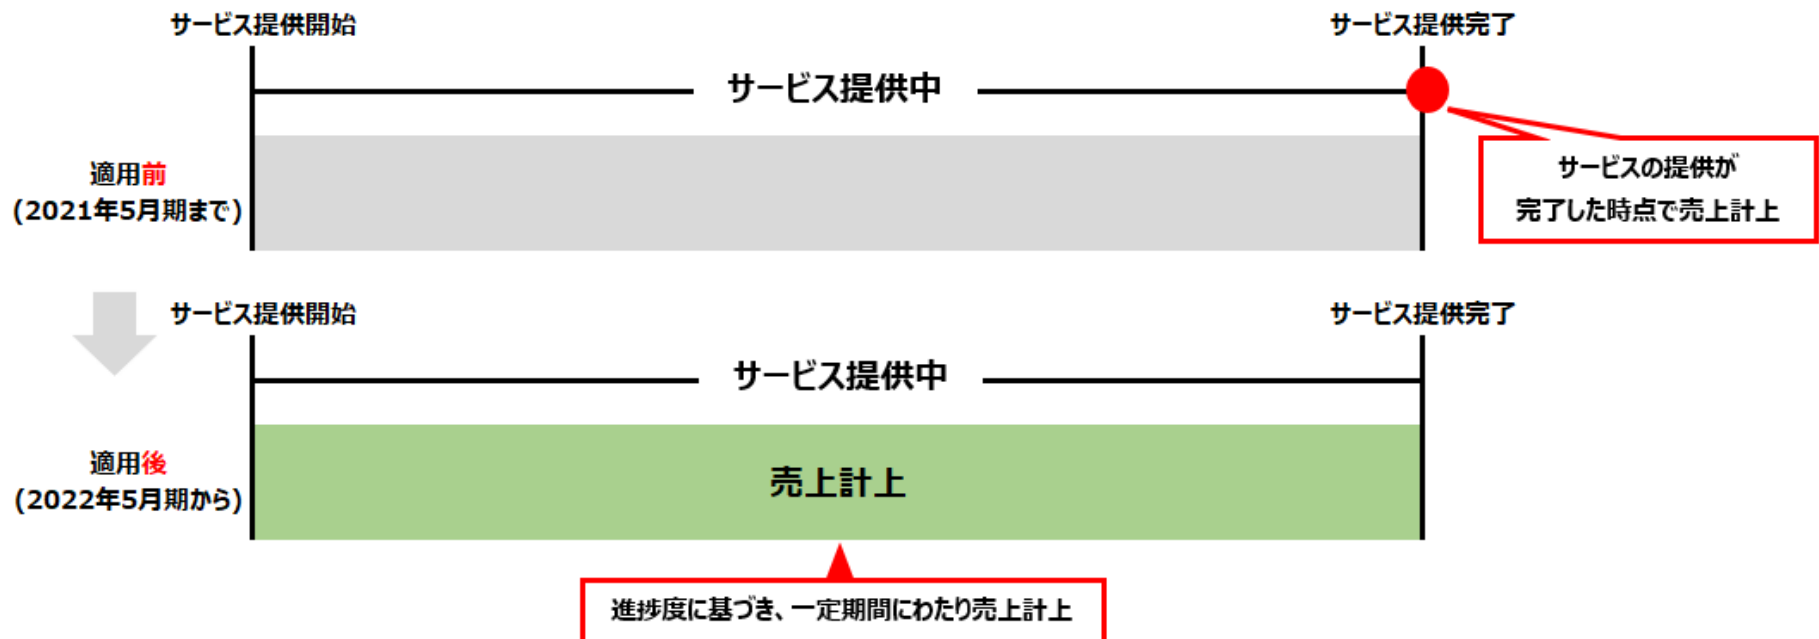 サービス提供開始
サービス提供完了
サービス提供中
適用前
(2021年5月期まで)
サービスの提供が
完了した時点で売上計上
サービス提供開始
サービス提供完了
サービス提供中
適用後
(2022年5月期から)
売上計上
進捗度に基づき、一定期間にわたり売上計上